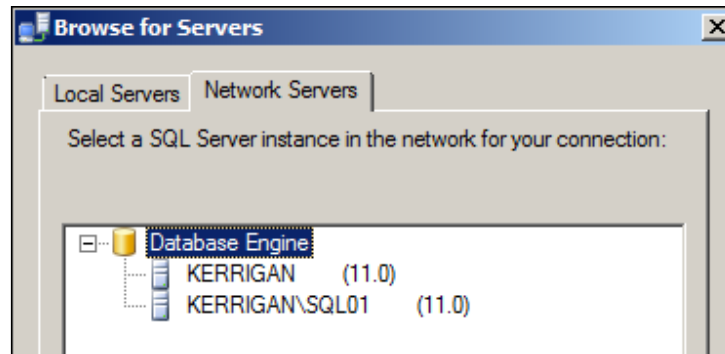 Browse for Servers
Local Servers Network Servers
Select a SQL Server instance in the network for your connection:
Database Engine
KERRIGAN (11.0)
KERRIGAN\SQL01 (11.0)